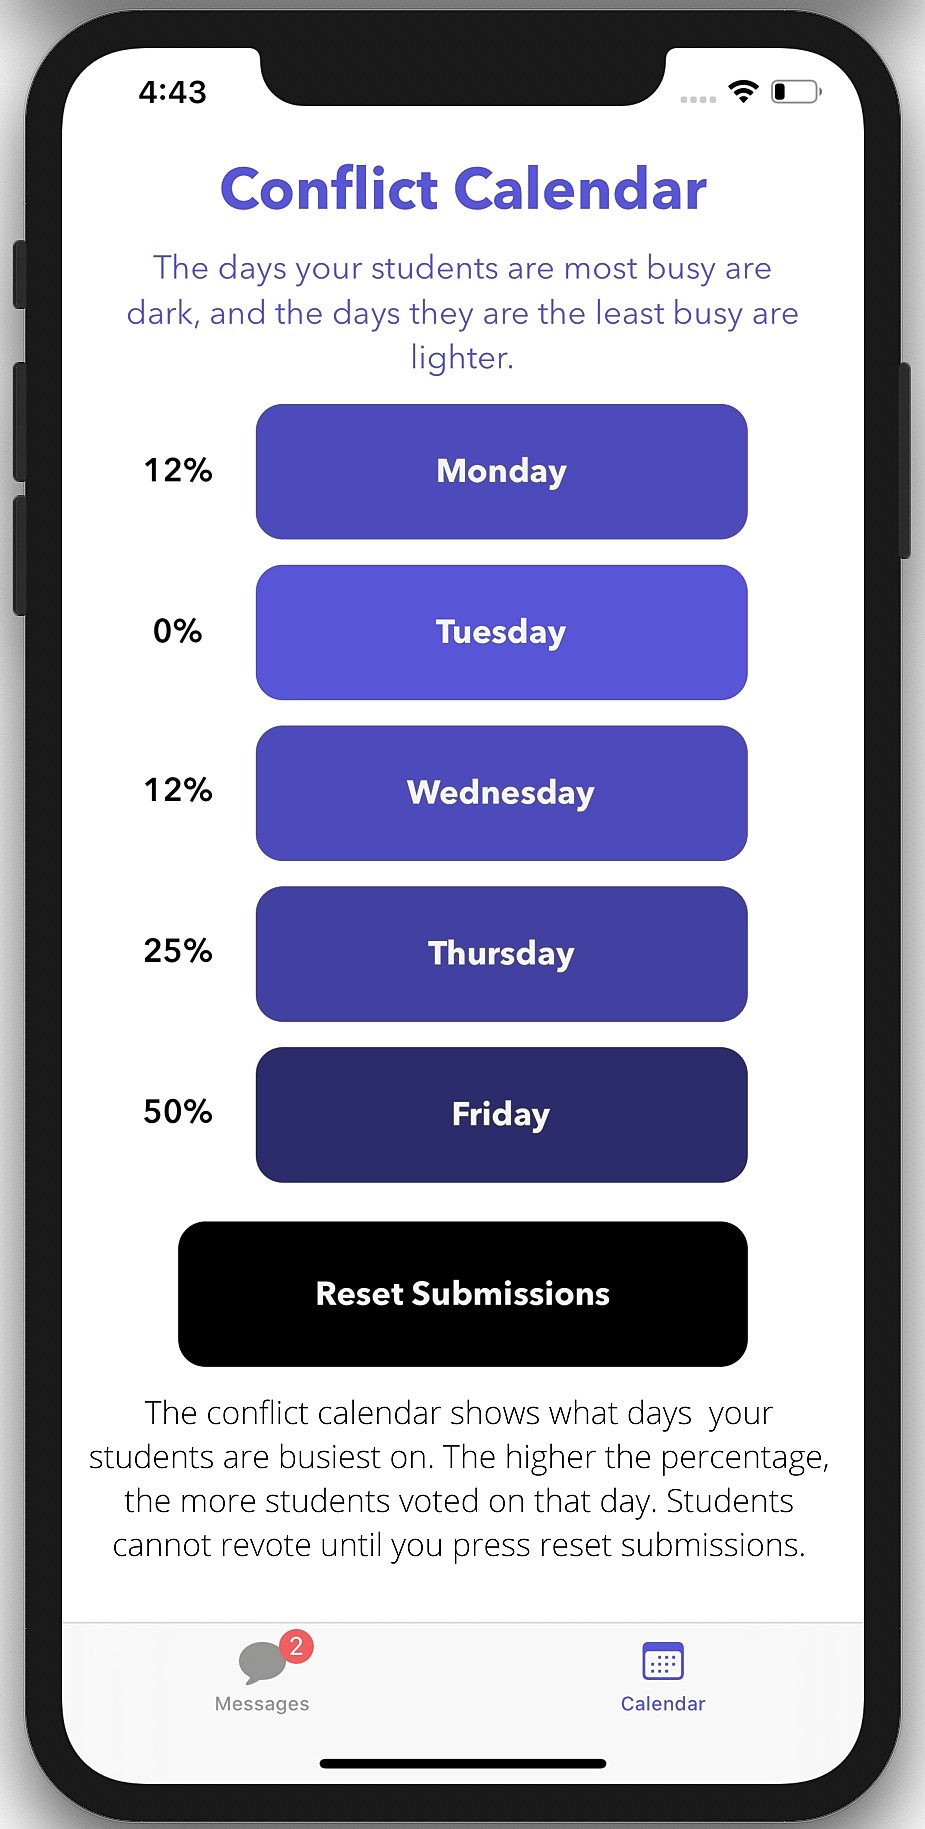 4:43
Conflict Calendar
The days your students are most busy are
dark, and the days they are the least busy are
lighter.
12% Monday
0% Tuesday
12% Wednesday
25% Thursday
50% Friday
Reset Submissions
The conflict calendar shows what days  your
students are busiest on. The higher the percentage,
the more students voted on that day. Students
cannot revote until you press reset submissions.
2
Messages Calendar